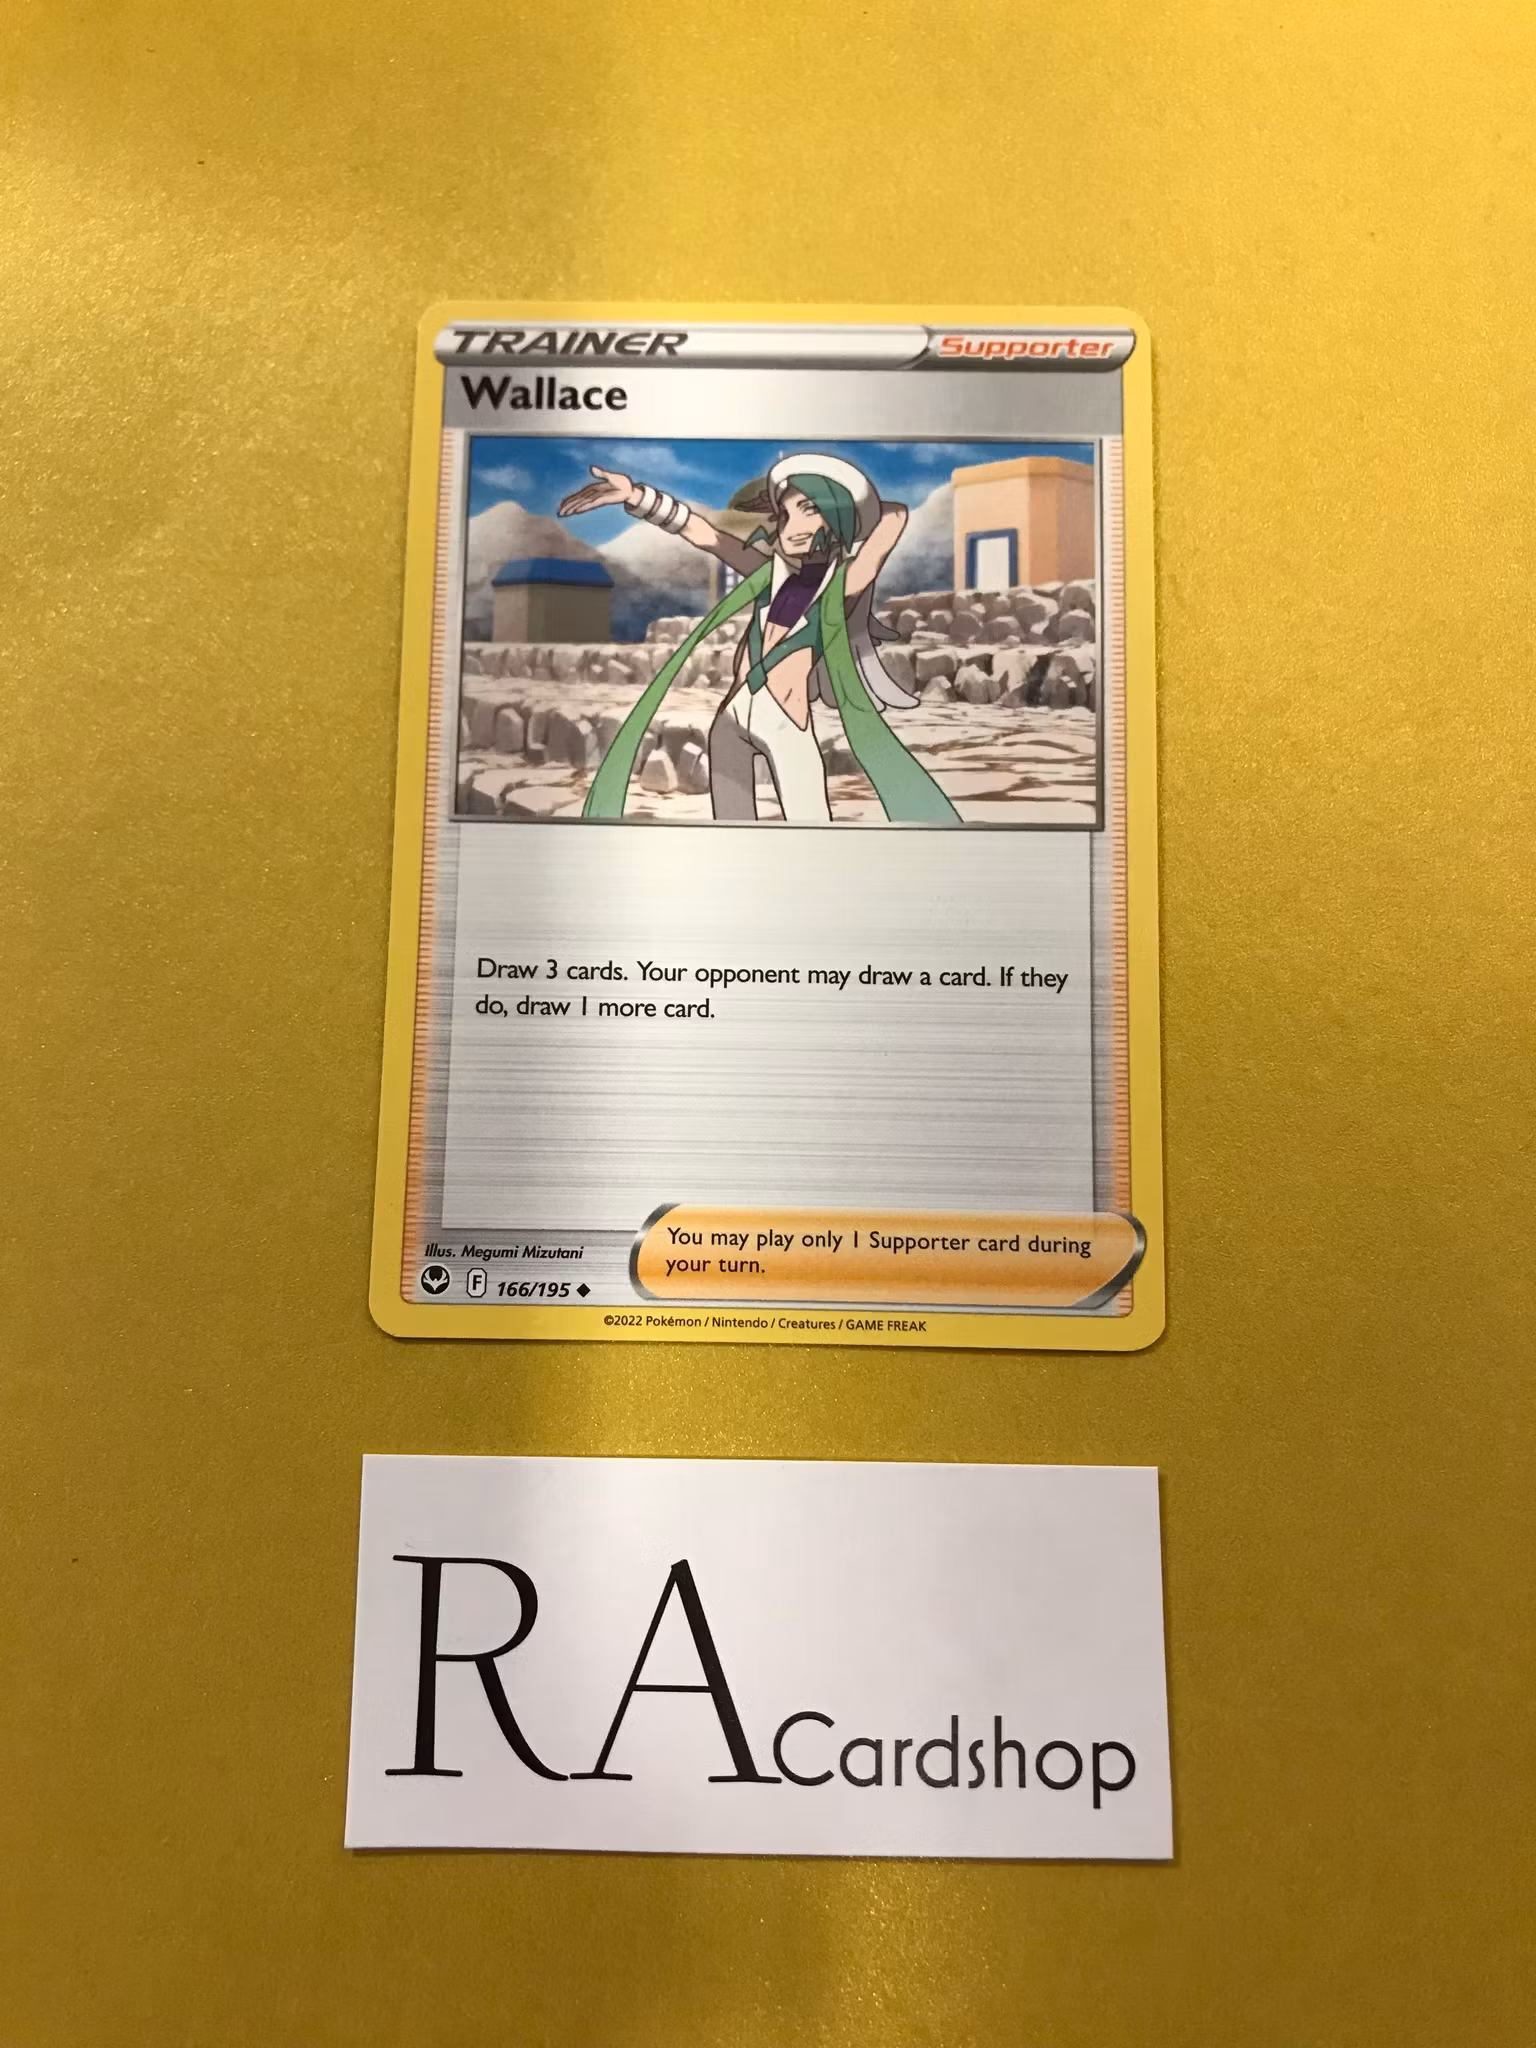 TRAINER
Supporter
Wallace
Draw 3 cards. Your opponent may draw a card. If they
do, draw 1 more card.
Illus. Megumi Mizutani
F 166/195
You may play only 1 Supporter card during
your turn.
©2022 Pokémon / Nintendo / Creatures / GAME FREAK
RA Cardshop